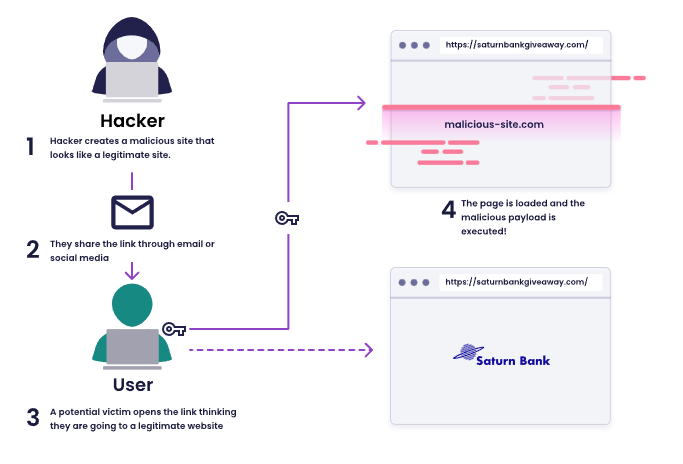 Hacker
1
Hacker creates a malicious site that
looks like a legitimate site.
2
They share the link through email or
social media
User
3
A potential victim opens the link thinking
they are going to a legitimate website
https://saturnbankgiveaway.com/
malicious-site.com
4
The page is loaded and the
malicious payload is
executed!
https://saturnbankgiveaway.com/
Saturn Bank